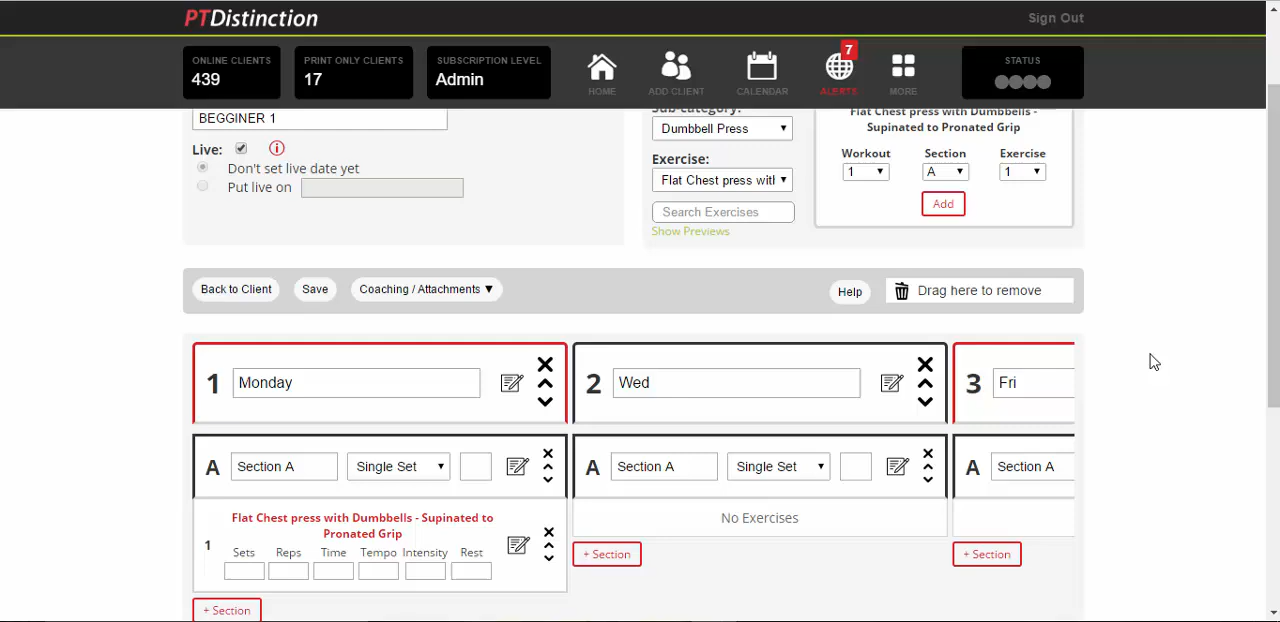 PTDistinction
Sign Out
ONLINE CLIENTS
439
PRINT ONLY CLIENTS
17
SUBSCRIPTION LEVEL
Admin
HOME
ADD CLIENT
CALENDAR
7
ALERTS
MORE
STATUS
BEGGINER 1
Live:
Don't set live date yet
Put live on
Sub-category:
Dumbbell Press
Exercise:
Flat Chest press witl
Search Exercises
Show Previews
Flat Chest press with Dumbbells -
Supinated to Pronated Grip
Workout Section Exercise
1 A 1
Add
Back to Client Save Coaching / Attachments ▼ Help Drag here to remove
1 Monday
2 Wed
3 Fri
A Section A Single Set
A Section A Single Set
A Section A
Flat Chest press with Dumbbells - Supinated to
Pronated Grip
1
Sets Reps Time Tempo Intensity Rest
No Exercises
+ Section
+ Section
+ Section